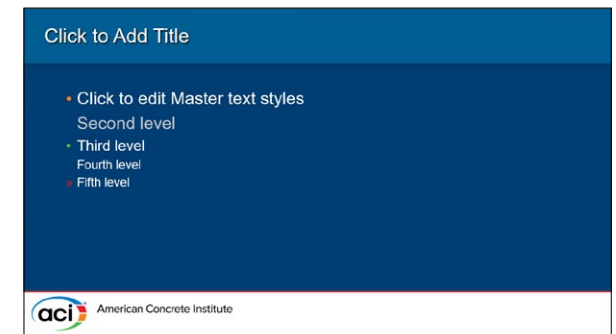 Click to Add Title
• Click to edit Master text styles
Second level
• Third level
Fourth level
» Fifth level
aci American Concrete Institute